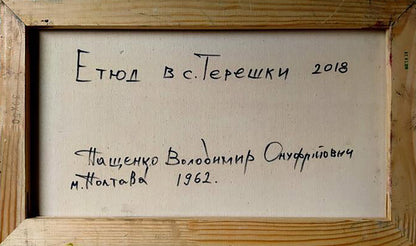 Етюд в с. Терешки 2018
Пащенко Володимир Онуфрійович
м. Полтава 1962.